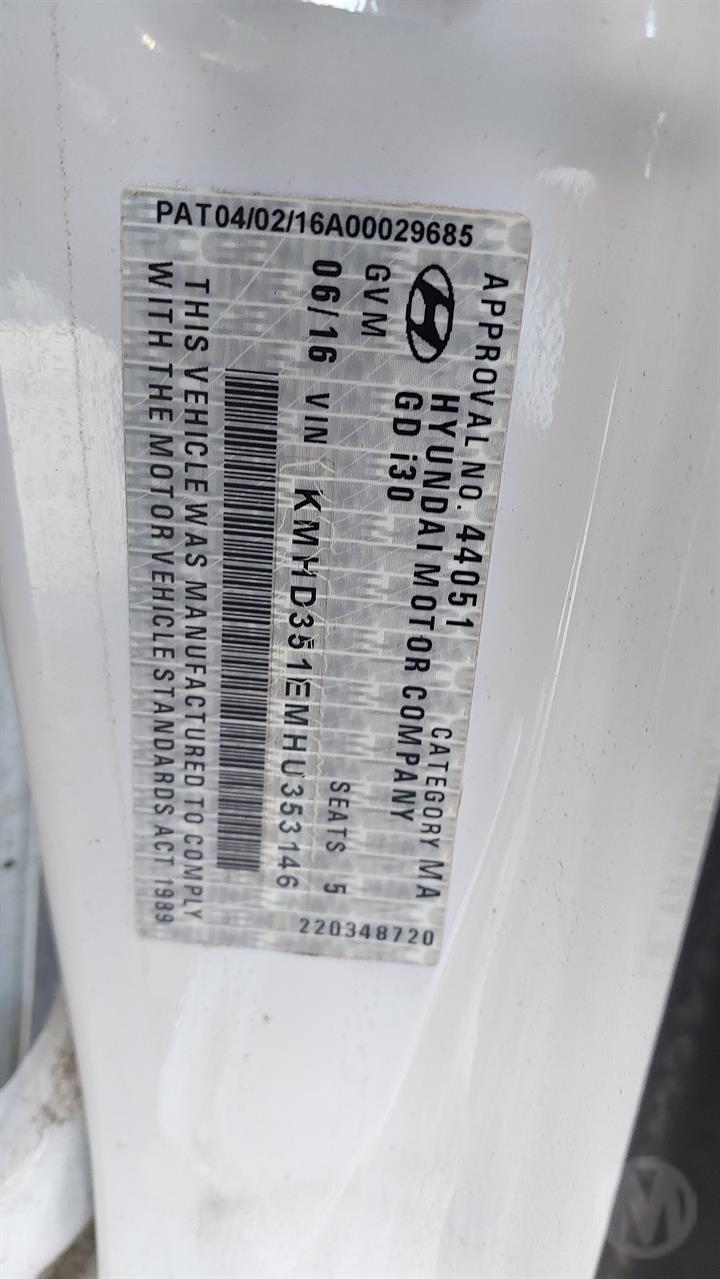 PAT04/02/16A00029685
APPROVAL NO. 44051 CATEGORY MA
HYUNDAI MOTOR COMPANY
GD i30
GVM SEATS 5
06/16 VIN KMHD351EMHU353146
THIS VEHICLE WAS MANUFACTURED TO COMPLY
WITH THE MOTOR VEHICLE STANDARDS ACT 1989
220348720
M